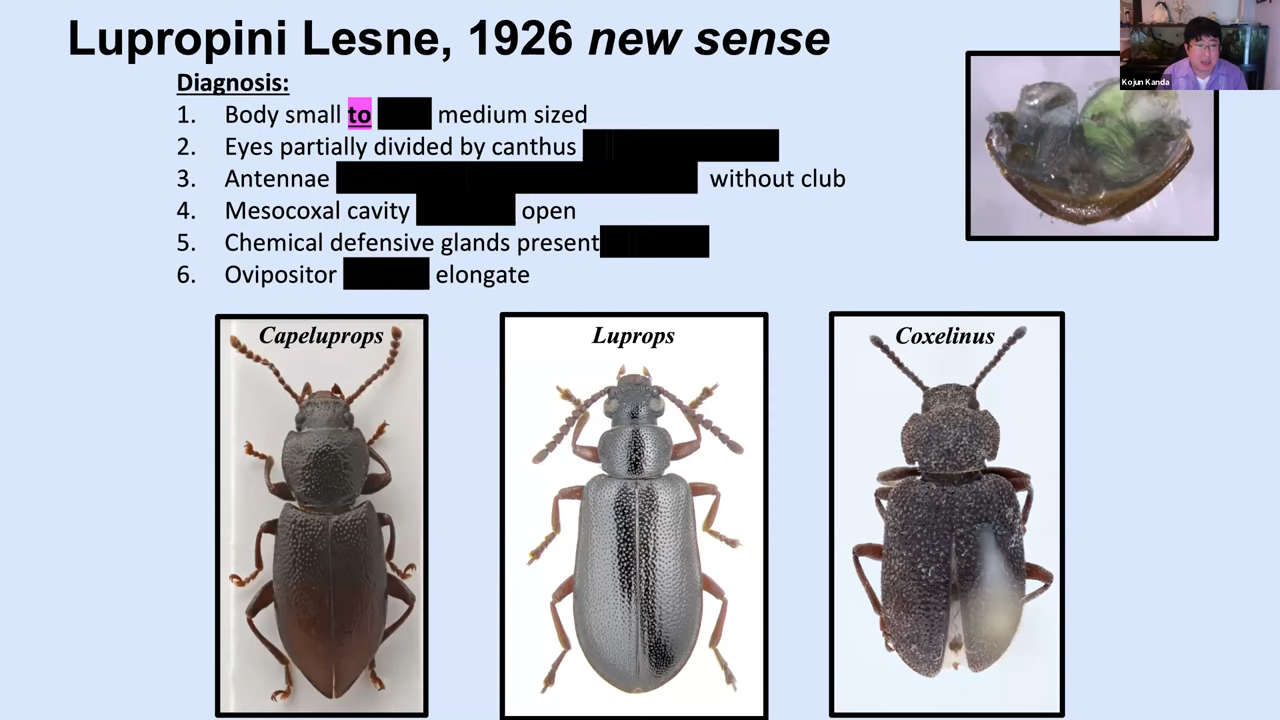 Lupropini Lesne, 1926 new sense
Kojun Kanda
Diagnosis:
1. Body small to medium sized
2. Eyes partially divided by canthus
3. Antennae without club
4. Mesocoxal cavity open
5. Chemical defensive glands present
6. Ovipositor elongate
Capeluprops
Luprops
Coxelinus